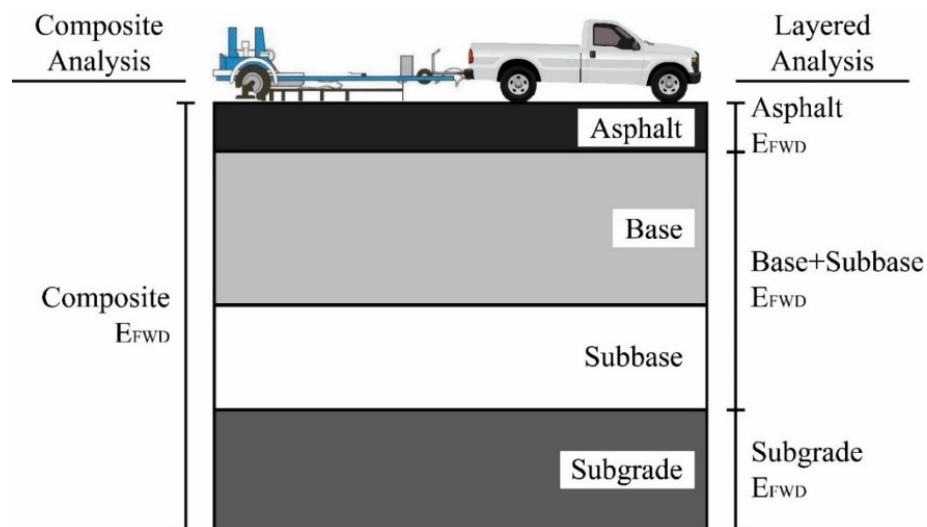 Composite
Analysis
Layered
Analysis
Asphalt
Asphalt
EFWD
Base
Base+Subbase
EFWD
Composite
EFWD
Subbase
Subgrade
Subgrade
EFWD